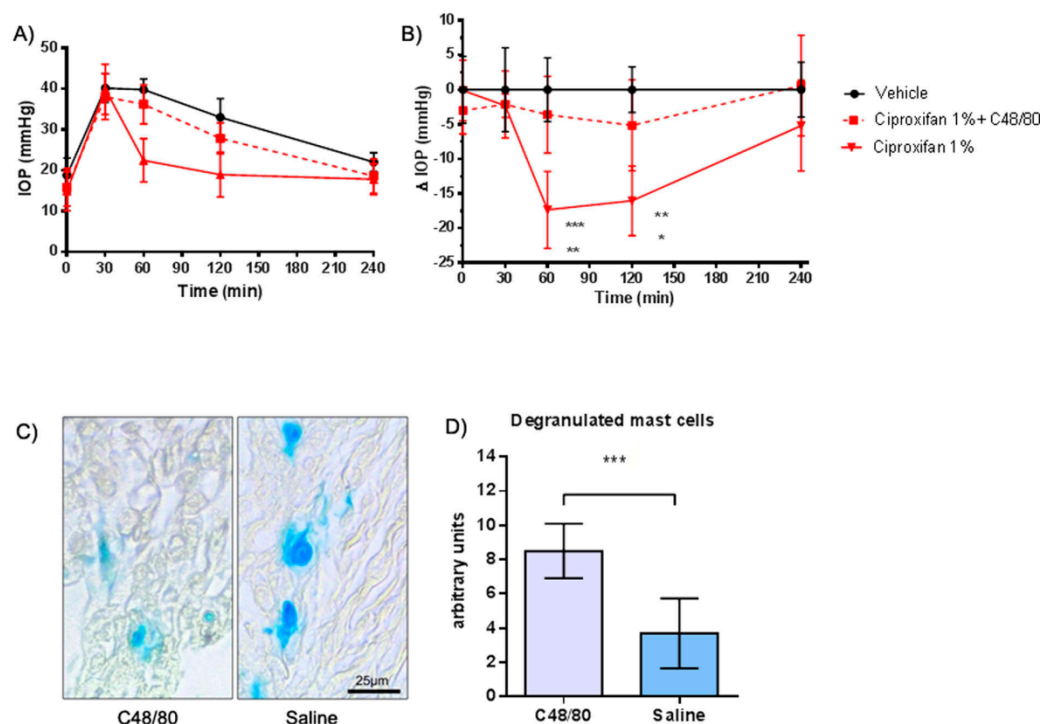 A)
IOP (mmHg)
50
40
30
20
10
0
0 30 60 90 120 150 180 210 240
Time (min)
B)
Δ IOP (mmHg)
10
5
0
-5
-10
-15
-20
-25
***
**
**
*
0 30 60 90 120 150 180 210 240
Time (min)
Vehicle
Ciproxifan 1%+ C48/80
Ciproxifan 1%
C)
25µm
C48/80 Saline
D)
Degranulated mast cells
arbitrary units
14
12
10
8
6
4
2
0
***
C48/80 Saline